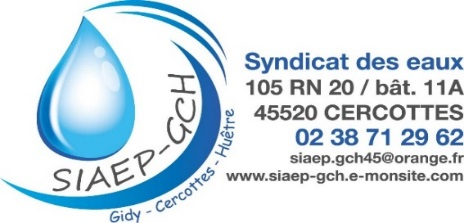 SIAEP-GCH
Gidy - Cercottes - Huêtre
Syndicat des eaux
105 RN 20 / bât. 11A
45520 CERCOTTES
02 38 71 29 62
siaep.gch45@orange.fr
www.siaep-gch.e-monsite.com